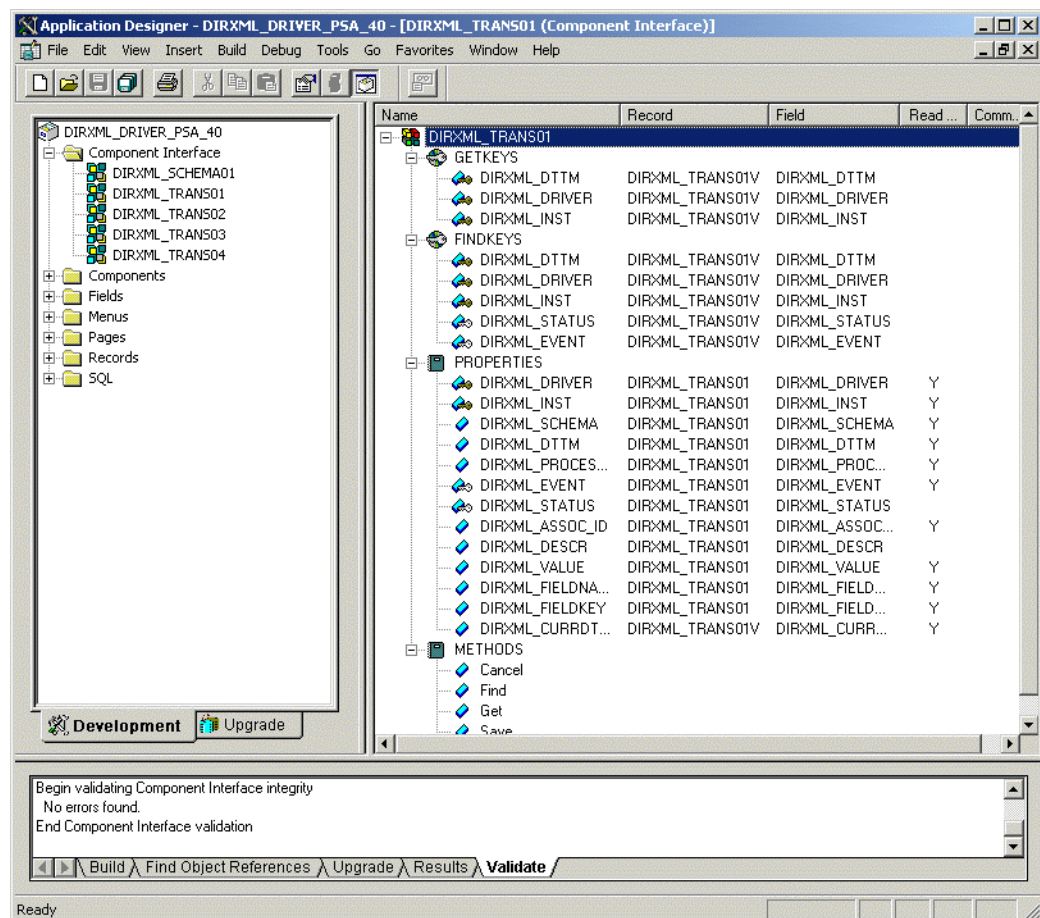 Application Designer - DIRXML_DRIVER_PSA_40 - [DIRXML_TRANS01 (Component Interface)]
File Edit View Insert Build Debug Tools Go Favorites Window Help
DIRXML_DRIVER_PSA_40
Component Interface
DIRXML_SCHEMA01
DIRXML_TRANS01
DIRXML_TRANS02
DIRXML_TRANS03
DIRXML_TRANS04
Components
Fields
Menus
Pages
Records
SQL
Development Upgrade
Name Record Field Read ... Comm..
DIRXML_TRANS01
GETKEYS
DIRXML_DTTM DIRXML_TRANS01V DIRXML_DTTM
DIRXML_DRIVER DIRXML_TRANS01V DIRXML_DRIVER
DIRXML_INST DIRXML_TRANS01V DIRXML_INST
FINDKEYS
DIRXML_DTTM DIRXML_TRANS01V DIRXML_DTTM
DIRXML_DRIVER DIRXML_TRANS01V DIRXML_DRIVER
DIRXML_INST DIRXML_TRANS01V DIRXML_INST
DIRXML_STATUS DIRXML_TRANS01V DIRXML_STATUS
DIRXML_EVENT DIRXML_TRANS01V DIRXML_EVENT
PROPERTIES
DIRXML_DRIVER DIRXML_TRANS01 DIRXML_DRIVER Y
DIRXML_INST DIRXML_TRANS01 DIRXML_INST Y
DIRXML_SCHEMA DIRXML_TRANS01 DIRXML_SCHEMA Y
DIRXML_DTTM DIRXML_TRANS01 DIRXML_DTTM Y
DIRXML_PROCES... DIRXML_TRANS01 DIRXML_PROC... Y
DIRXML_EVENT DIRXML_TRANS01 DIRXML_EVENT Y
DIRXML_STATUS DIRXML_TRANS01 DIRXML_STATUS
DIRXML_ASSOC_ID DIRXML_TRANS01 DIRXML_ASSOC... Y
DIRXML_DESCR DIRXML_TRANS01 DIRXML_DESCR
DIRXML_VALUE DIRXML_TRANS01 DIRXML_VALUE Y
DIRXML_FIELDNA... DIRXML_TRANS01 DIRXML_FIELD... Y
DIRXML_FIELDKEY DIRXML_TRANS01 DIRXML_FIELD... Y
DIRXML_CURRDT... DIRXML_TRANS01V DIRXML_CURR... Y
METHODS
Cancel
Find
Get
Save
Begin validating Component Interface integrity
No errors found.
End Component Interface validation
Build Find Object References Upgrade Results Validate
Ready